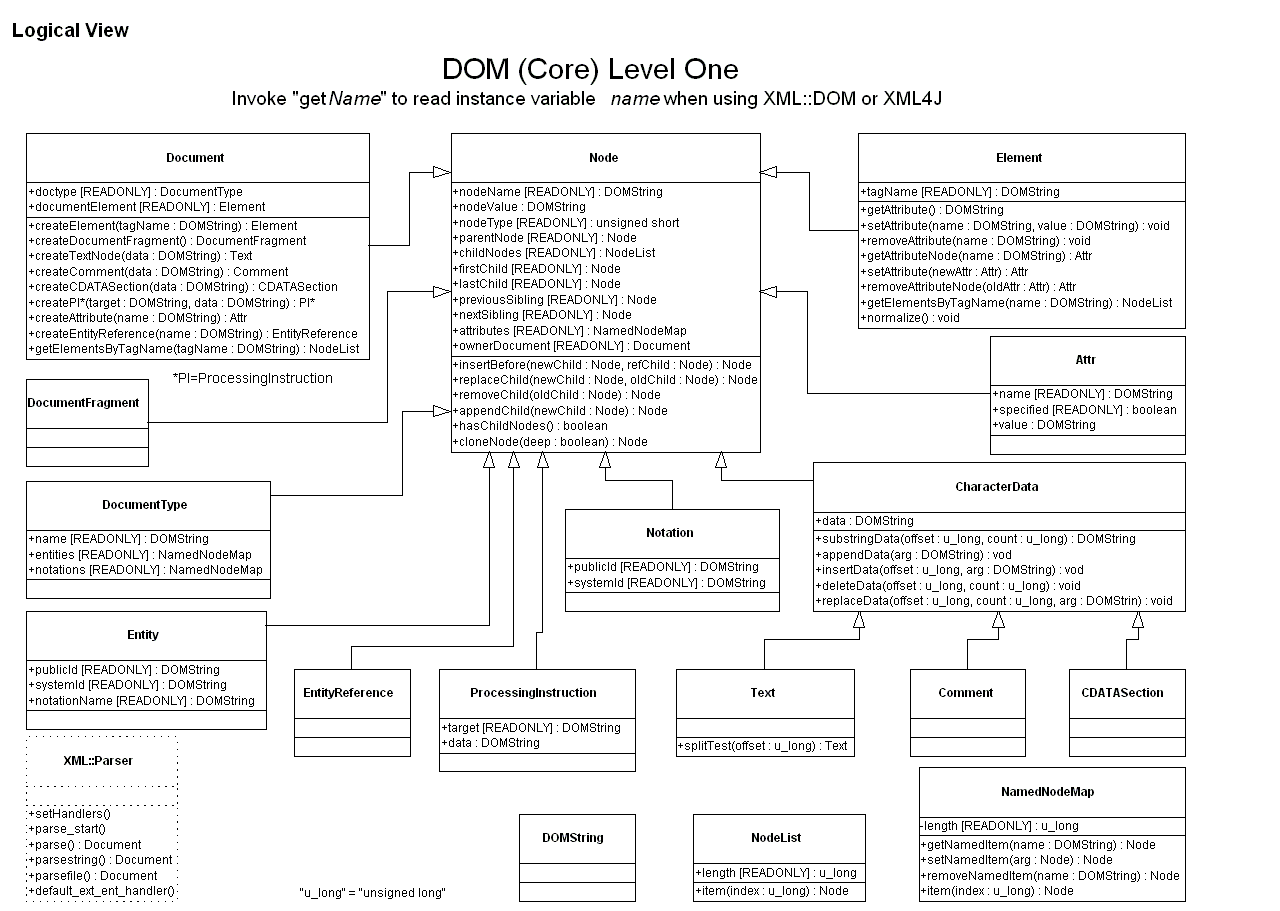 Logical View
DOM (Core) Level One
Invoke "getName" to read instance variable name when using XML::DOM or XML4J
Document
+doctype [READONLY] : DocumentType
+documentElement [READONLY] : Element
+createElement(tagName : DOMString) : Element
+createDocumentFragment() : DocumentFragment
+createTextNode(data : DOMString) : Text
+createComment(data : DOMString) : Comment
+createCDATASection(data : DOMString) : CDATASection
+createPI*(target : DOMString, data : DOMString) : PI*
+createAttribute(name : DOMString) : Attr
+createEntityReference(name : DOMString) : EntityReference
+getElementsByTagName(tagName : DOMString) : NodeList
*PI=ProcessingInstruction
Node
+nodeName [READONLY] : DOMString
+nodeValue : DOMString
+nodeType [READONLY] : unsigned short
+parentNode [READONLY] : Node
+childNodes [READONLY] : NodeList
+firstChild [READONLY] : Node
+lastChild [READONLY] : Node
+previousSibling [READONLY] : Node
+nextSibling [READONLY] : Node
+attributes [READONLY] : NamedNodeMap
+ownerDocument [READONLY] : Document
+insertBefore(newChild : Node, refChild : Node) : Node
+replaceChild(newChild : Node, oldChild : Node) : Node
+removeChild(oldChild : Node) : Node
+appendChild(newChild : Node) : Node
+hasChildNodes() : boolean
+cloneNode(deep : boolean) : Node
Element
+tagName [READONLY] : DOMString
+getAttribute() : DOMString
+setAttribute(name : DOMString, value : DOMString) : void
+removeAttribute(name : DOMString) : void
+getAttributeNode(name : DOMString) : Attr
+setAttribute(newAttr : Attr) : Attr
+removeAttributeNode(oldAttr : Attr) : Attr
+getElementsByTagName(name : DOMString) : NodeList
+normalize() : void
Attr
+name [READONLY] : DOMString
+specified [READONLY] : boolean
+value : DOMString
DocumentFragment
DocumentType
+name [READONLY] : DOMString
+entities [READONLY] : NamedNodeMap
+notations [READONLY] : NamedNodeMap
Notation
+publicId [READONLY] : DOMString
+systemId [READONLY] : DOMString
CharacterData
+data : DOMString
+substringData(offset : u_long, count : u_long) : DOMString
+appendData(arg : DOMString) : vod
+insertData(offset : u_long, arg : DOMString) : vod
+deleteData(offset : u_long, count : u_long) : void
+replaceData(offset : u_long, count : u_long, arg : DOMStrin) : void
Entity
+publicId [READONLY] : DOMString
+systemId [READONLY] : DOMString
+notationName [READONLY] : DOMString
EntityReference
ProcessingInstruction
+target [READONLY] : DOMString
+data : DOMString
Text
+splitTest(offset : u_long) : Text
Comment
CDATASection
XML::Parser
+setHandlers()
+parse_start()
+parse() : Document
+parsestring() : Document
+parsefile() : Document
+default_ext_ent_handler()
"u_long" = "unsigned long"
DOMString
NodeList
+length [READONLY] : u_long
+item(index : u_long) : Node
NamedNodeMap
-length [READONLY] : u_long
+getNamedItem(name : DOMString) : Node
+setNamedItem(arg : Node) : Node
+removeNamedItem(name : DOMString) : Node
+item(index : u_long) : Node